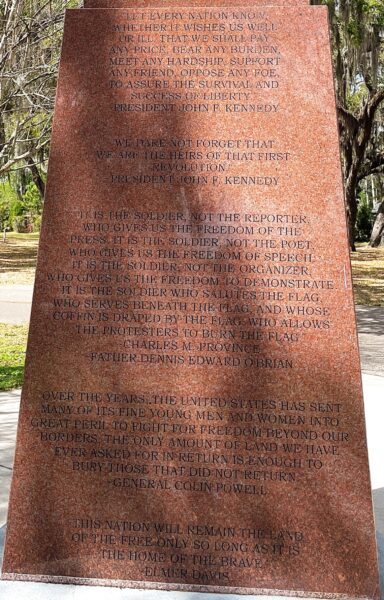 "LET EVERY NATION KNOW,
WHETHER IT WISHES US WELL
OR ILL, THAT WE SHALL PAY
ANY PRICE, BEAR ANY BURDEN,
MEET ANY HARDSHIP, SUPPORT
ANY FRIEND, OPPOSE ANY FOE,
TO ASSURE THE SURVIVAL AND
SUCCESS OF LIBERTY."
PRESIDENT JOHN F. KENNEDY
"WE DARE NOT FORGET THAT
WE ARE THE HEIRS OF THAT FIRST
REVOLUTION."
PRESIDENT JOHN F. KENNEDY
"IT IS THE SOLDIER, NOT THE REPORTER,
WHO GIVES US THE FREEDOM OF THE
PRESS. IT IS THE SOLDIER, NOT THE POET,
WHO GIVES US THE FREEDOM OF SPEECH.
IT IS THE SOLDIER, NOT THE ORGANIZER,
WHO GIVES US THE FREEDOM TO DEMONSTRATE.
IT IS THE SOLDIER WHO SALUTES THE FLAG,
WHO SERVES BENEATH THE FLAG, AND WHOSE
COFFIN IS DRAPED BY THE FLAG, WHO ALLOWS
THE PROTESTERS TO BURN THE FLAG."
-CHARLES M. PROVINCE
-FATHER DENNIS EDWARD O'BRIAN
"OVER THE YEARS, THE UNITED STATES HAS SENT
MANY OF ITS FINE YOUNG MEN AND WOMEN INTO
GREAT PERIL TO FIGHT FOR FREEDOM BEYOND OUR
BORDERS. THE ONLY AMOUNT OF LAND WE HAVE
EVER ASKED FOR IN RETURN IS ENOUGH TO
BURY THOSE THAT DID NOT RETURN."
-GENERAL COLIN POWELL
"THIS NATION WILL REMAIN THE LAND
OF THE FREE ONLY SO LONG AS IT IS
THE HOME OF THE BRAVE."
-ELMER DAVIS